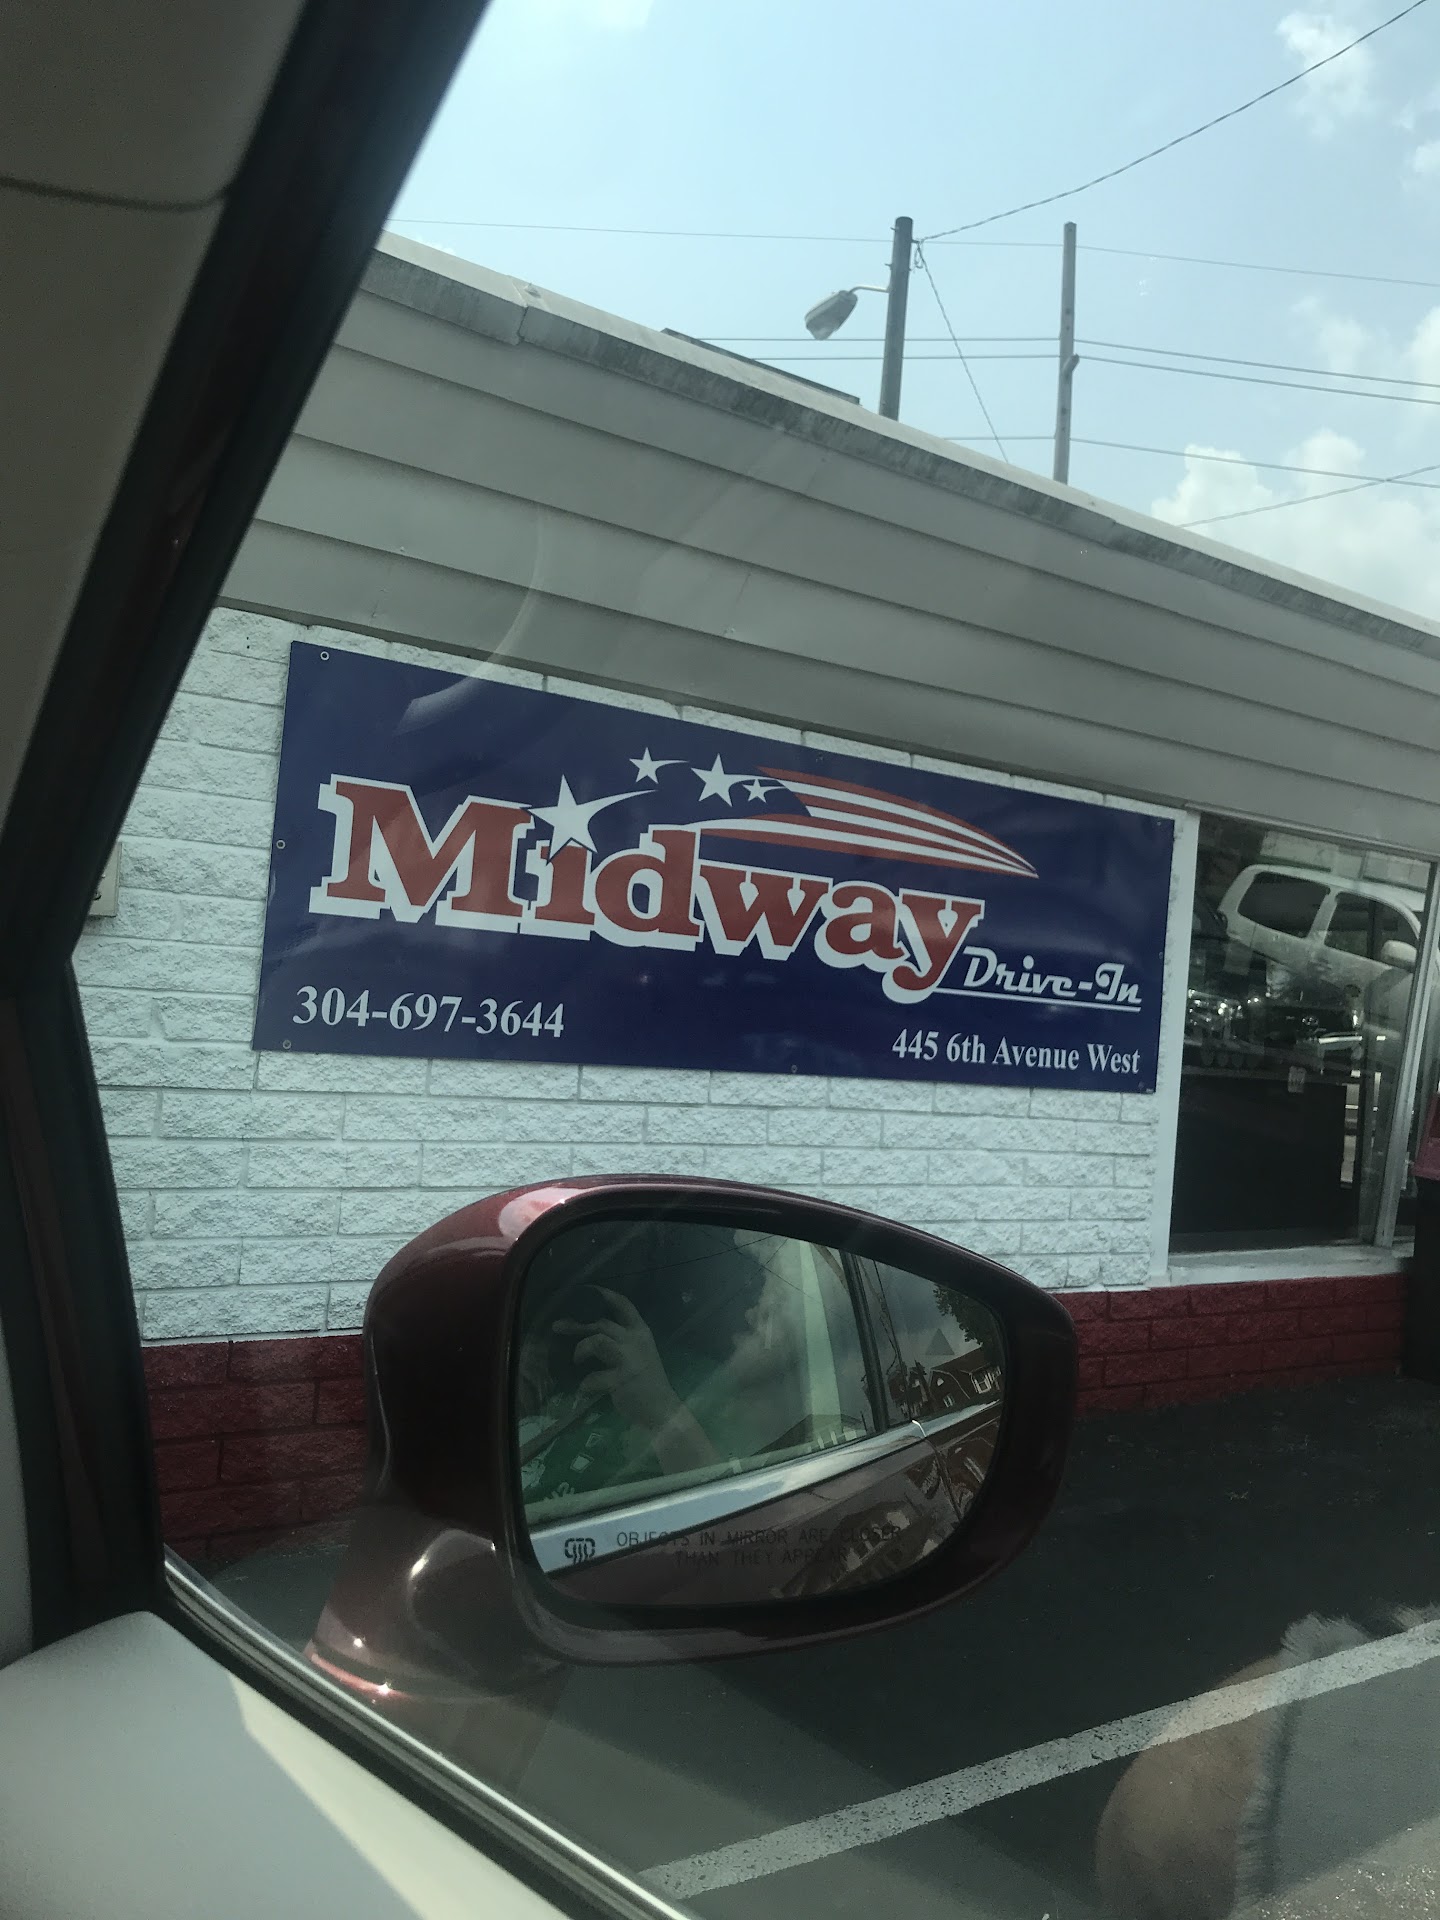 Midway
Drive-In
304-697-3644
445 6th Avenue West
OBJECTS IN MIRROR ARE CLOSER
THAN THEY APPEAR